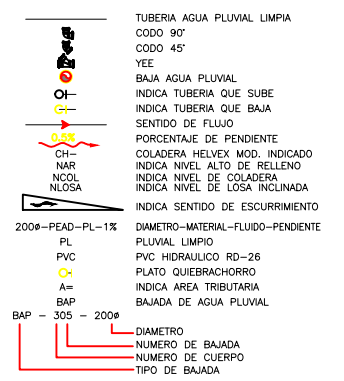 TUBERIA AGUA PLUVIAL LIMPIA
CODO 90°
CODO 45°
YEE
BAJA AGUA PLUVIAL
INDICA TUBERIA QUE SUBE
INDICA TUBERIA QUE BAJA
SENTIDO DE FLUJO
0.5% PORCENTAJE DE PENDIENTE
CH- COLADERA HELVEX MOD. INDICADO
NAR INDICA NIVEL ALTO DE RELLENO
NCOL INDICA NIVEL DE COLADERA
NLOSA INDICA NIVEL DE LOSA INCLINADA
INDICA SENTIDO DE ESCURRIMIENTO
200ø-PEAD-PL-1% DIAMETRO-MATERIAL-FLUIDO-PENDIENTE
PL PLUVIAL LIMPIO
PVC PVC HIDRAULICO RD-26
PLATO QUIEBRACHORRO
A= INDICA AREA TRIBUTARIA
BAP BAJADA DE AGUA PLUVIAL
BAP - 305 - 200ø
DIAMETRO
NUMERO DE BAJADA
NUMERO DE CUERPO
TIPO DE BAJADA